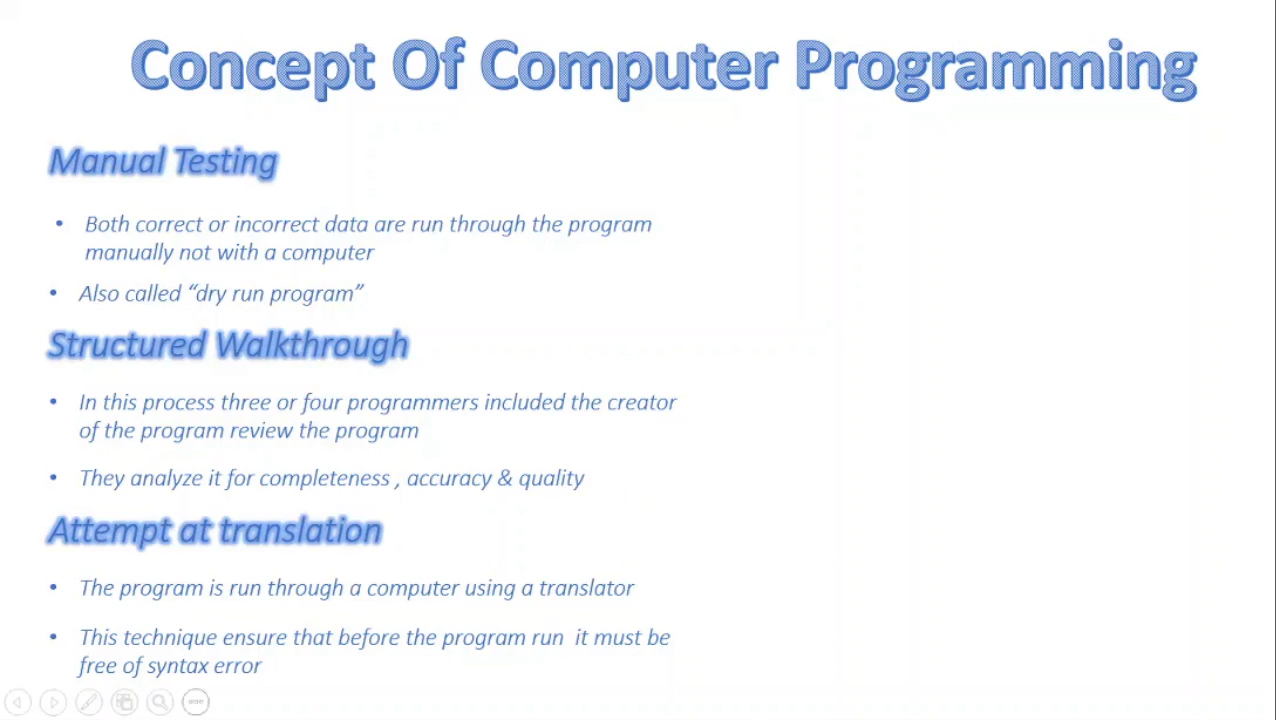 Concept Of Computer Programming
Manual Testing
• Both correct or incorrect data are run through the program
manually not with a computer
• Also called “dry run program”
Structured Walkthrough
• In this process three or four programmers included the creator
of the program review the program
• They analyze it for completeness , accuracy & quality
Attempt at translation
• The program is run through a computer using a translator
• This technique ensure that before the program run it must be
free of syntax error